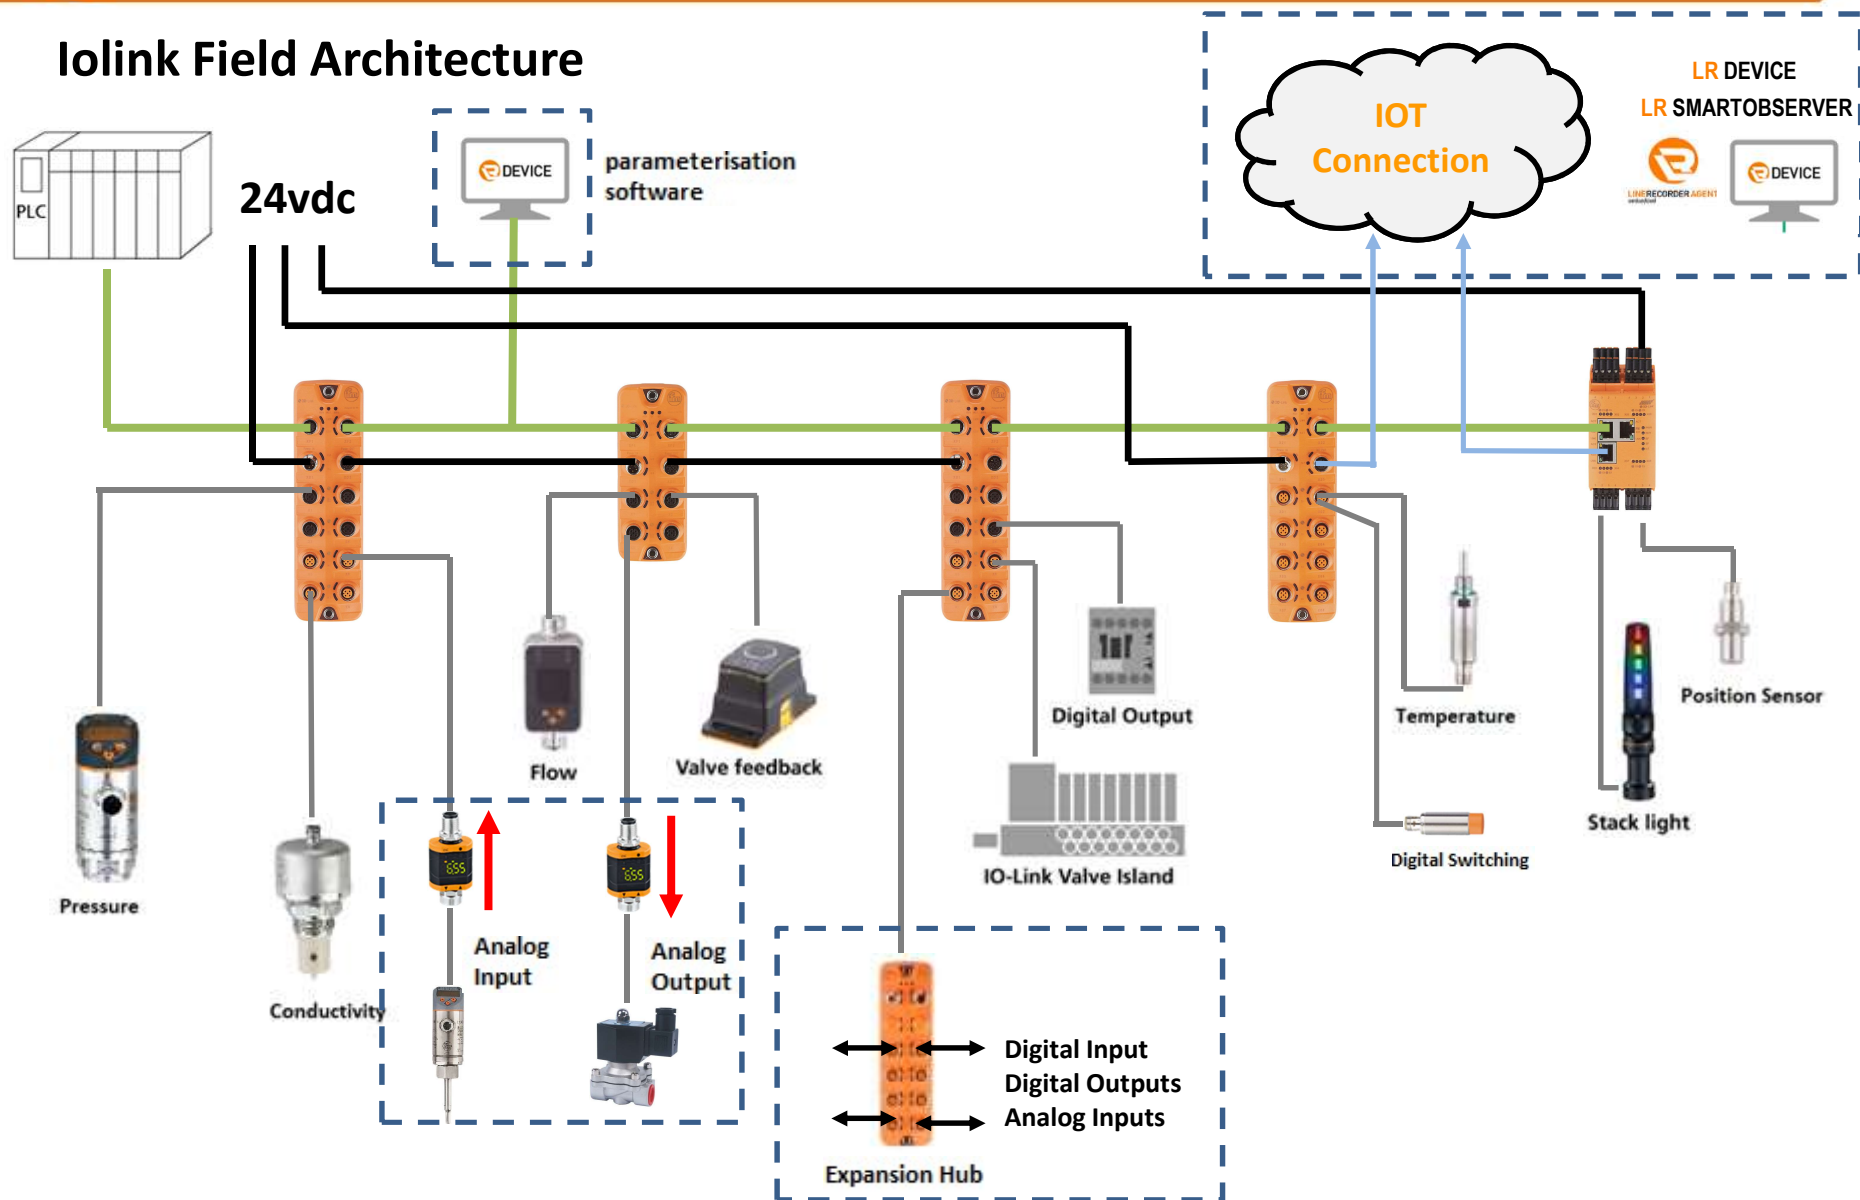 Iolink Field Architecture
PLC
24vdc
DEVICE
parameterisation
software
IOT
Connection
LR DEVICE
LR SMARTOBSERVER
LINERECORDER AGENT
DEVICE
Pressure
Conductivity
Analog
Input
Flow
Valve feedback
Analog
Output
Digital Output
IO-Link Valve Island
Digital Input
Digital Outputs
Analog Inputs
Expansion Hub
Temperature
Digital Switching
Stack light
Position Sensor